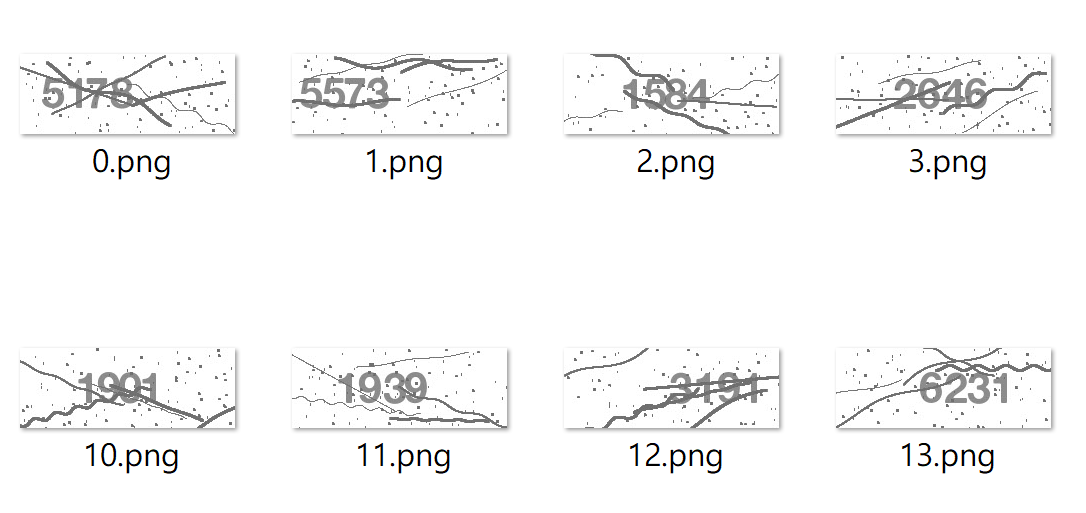 5178 5573 1584 2646
0.png 1.png 2.png 3.png
1901 1939 3191 6231
10.png 11.png 12.png 13.png